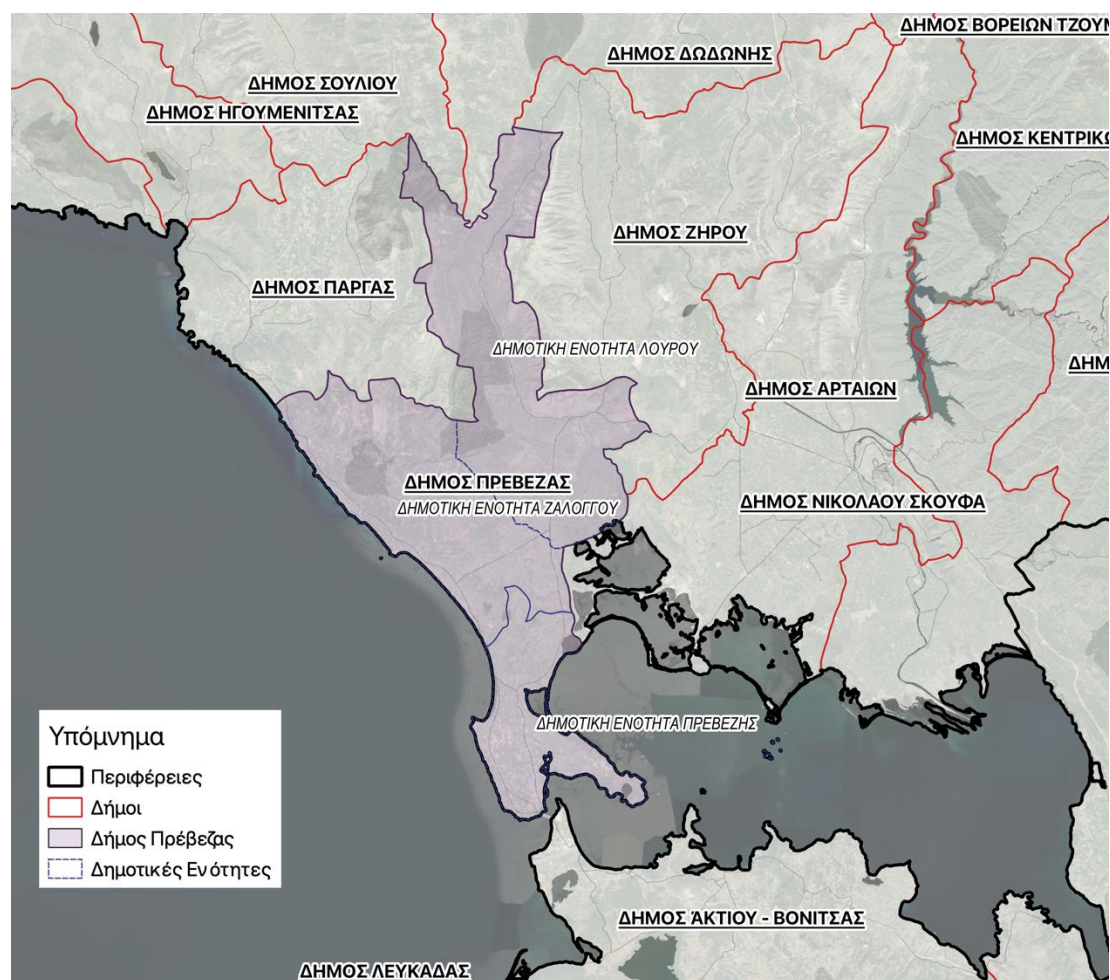 ΔΗΜΟΣ ΒΟΡΕΙΩΝ ΤΖΟΥΜ
ΔΗΜΟΣ ΔΩΔΩΝΗΣ
ΔΗΜΟΣ ΣΟΥΛΙΟΥ
ΔΗΜΟΣ ΗΓΟΥΜΕΝΙΤΣΑΣ
ΔΗΜΟΣ ΚΕΝΤΡΙΚΩ
ΔΗΜΟΣ ΖΗΡΟΥ
ΔΗΜΟΣ ΠΑΡΓΑΣ
ΔΗΜΟΤΙΚΗ ΕΝΟΤΗΤΑ ΛΟΥΡΟΥ
ΔΗΜ
ΔΗΜΟΣ ΑΡΤΑΙΩΝ
ΔΗΜΟΣ ΠΡΕΒΕΖΑΣ
ΔΗΜΟΤΙΚΗ ΕΝΟΤΗΤΑ ΖΑΛΟΓΓΟΥ
ΔΗΜΟΣ ΝΙΚΟΛΑΟΥ ΣΚΟΥΦΑ
ΔΗΜΟΤΙΚΗ ΕΝΟΤΗΤΑ ΠΡΕΒΕΖΗΣ
Υπόμνημα
Περιφέρειες
Δήμοι
Δήμος Πρέβεζας
Δημοτικές Ενότητες
ΔΗΜΟΣ ΆΚΤΙΟΥ - ΒΟΝΙΤΣΑΣ
ΔΗΜΟΣ ΛΕΥΚΑΔΑΣ